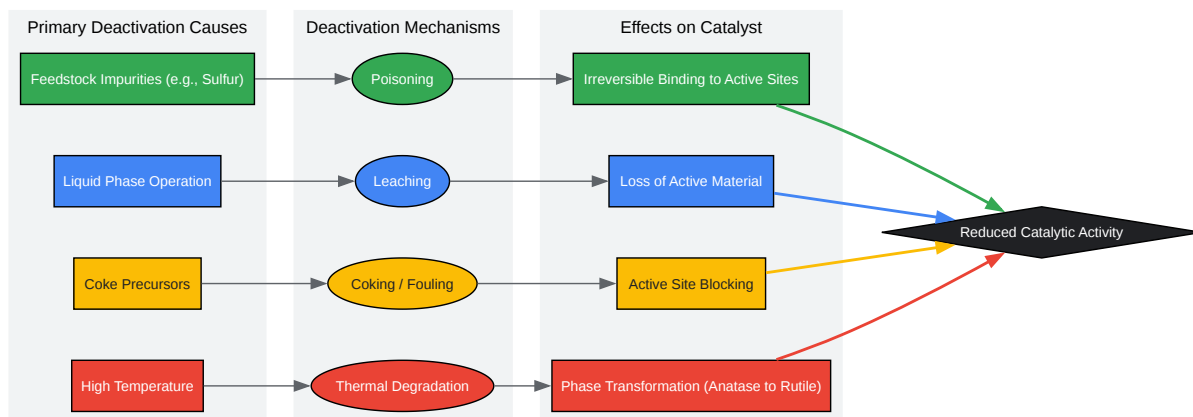 Primary Deactivation Causes
Deactivation Mechanisms
Effects on Catalyst
Feedstock Impurities (e.g., Sulfur)
Poisoning
Irreversible Binding to Active Sites
Liquid Phase Operation
Leaching
Loss of Active Material
Reduced Catalytic Activity
Coke Precursors
Coking / Fouling
Active Site Blocking
High Temperature
Thermal Degradation
Phase Transformation (Anatase to Rutile)